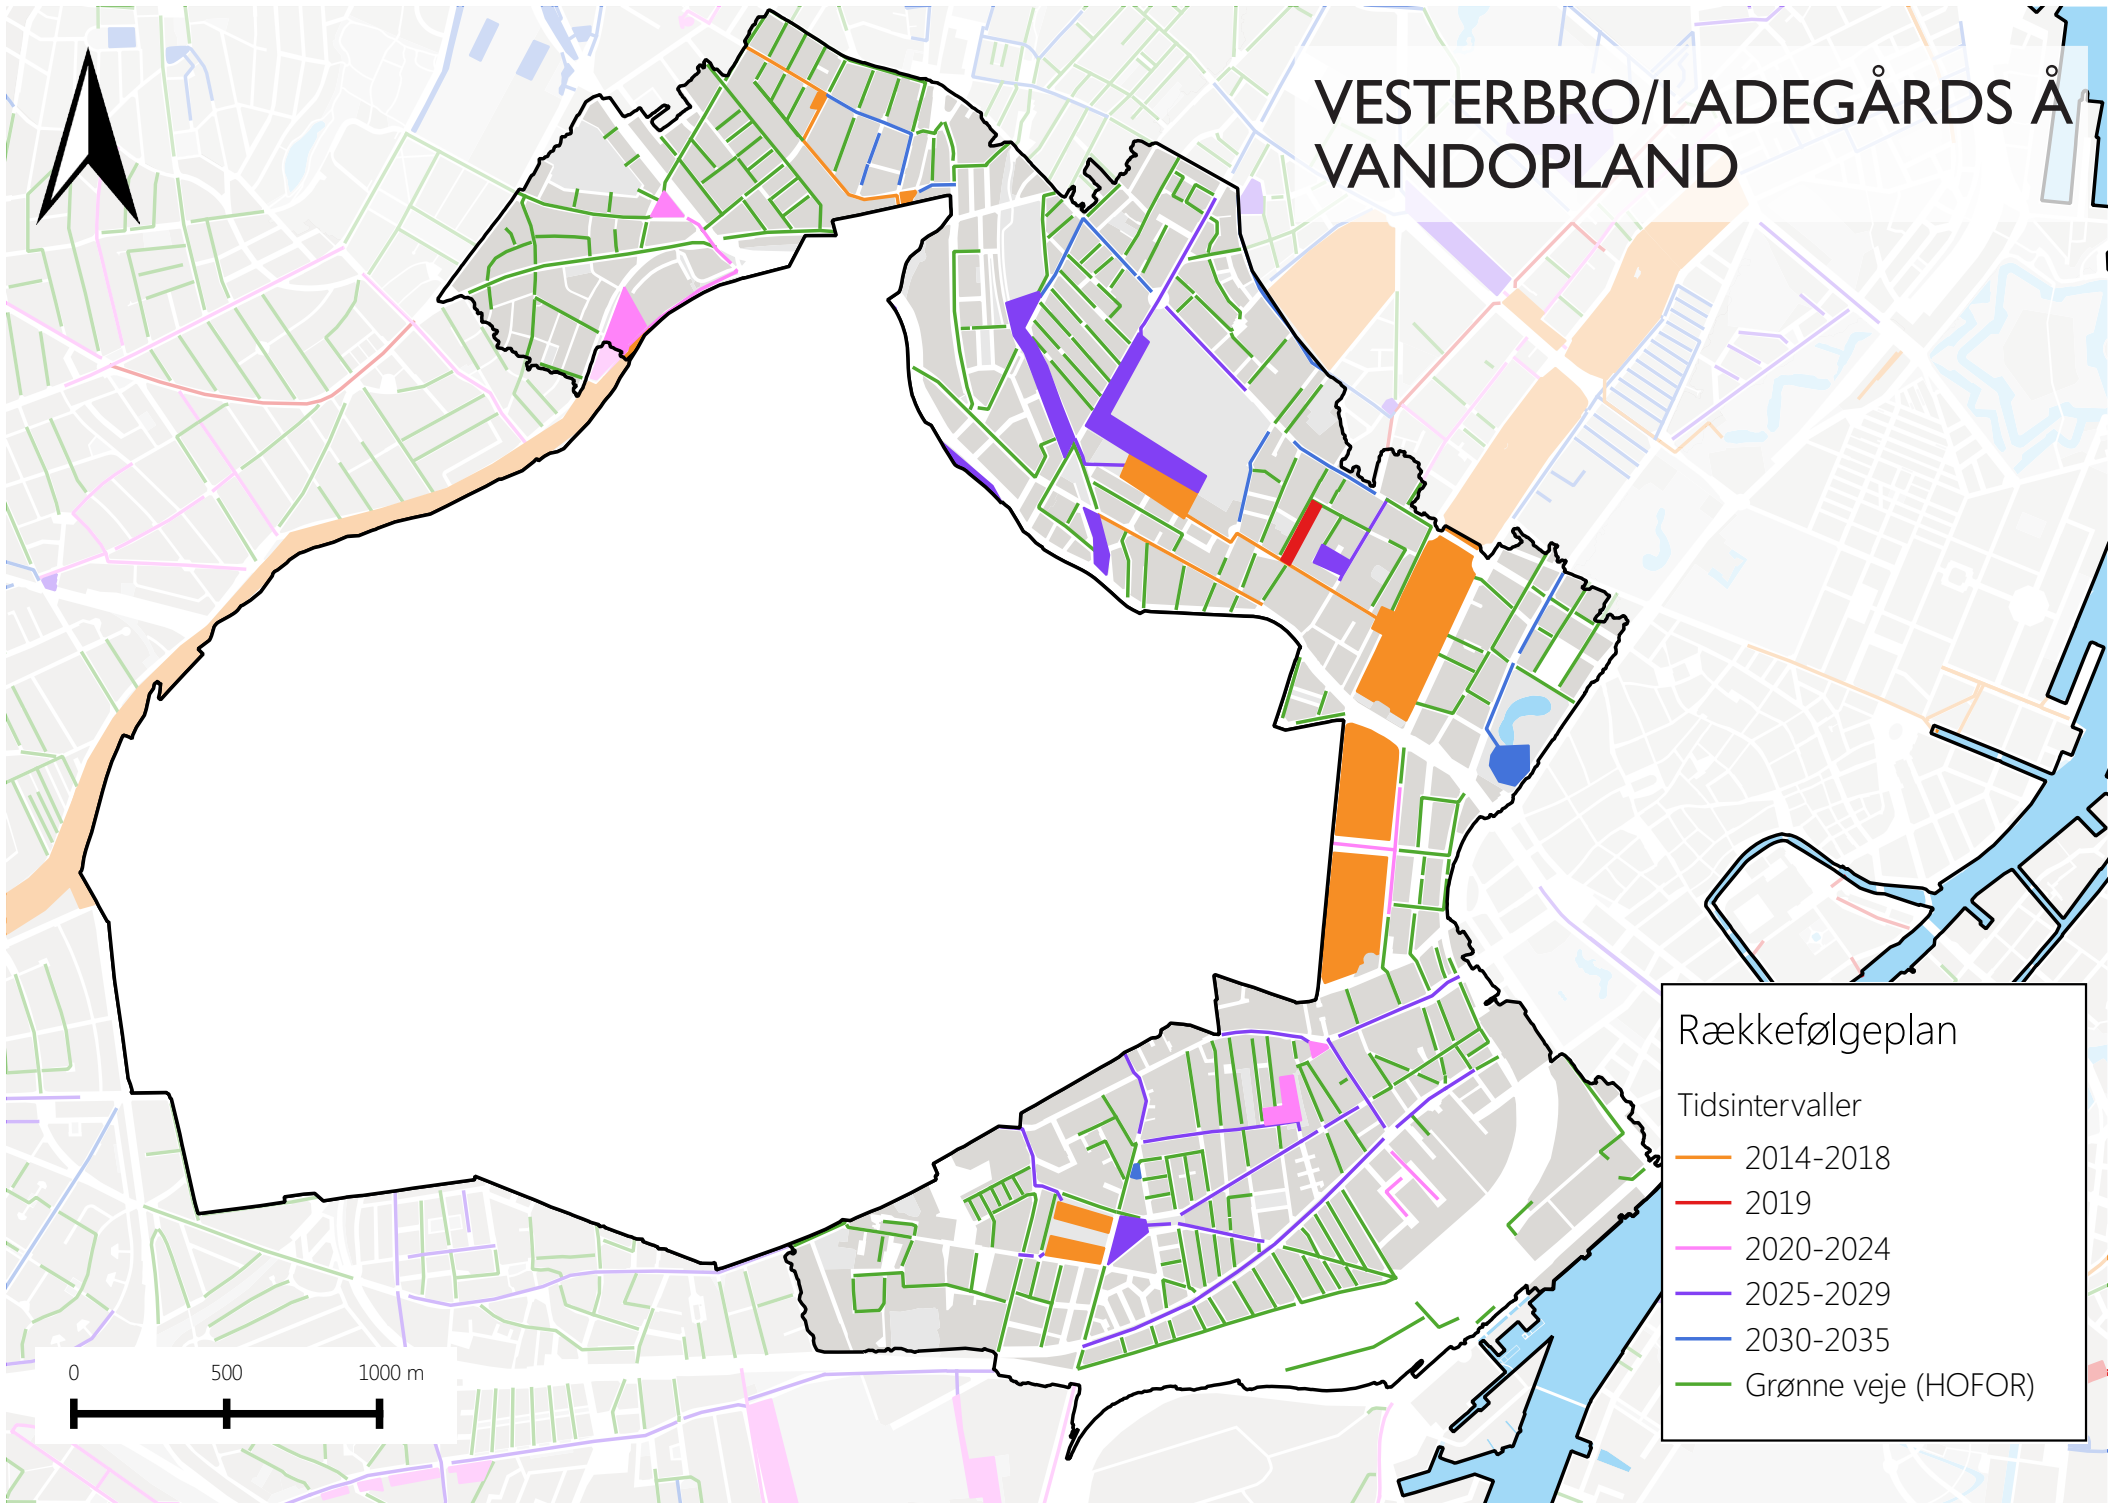 VESTERBRO/LADEGÅRDS Å
VANDOPLAND
Rækkefølgeplan
Tidsintervaller
2014-2018
2019
2020-2024
2025-2029
2030-2035
Grønne veje (HOFOR)
0 500 1000 m